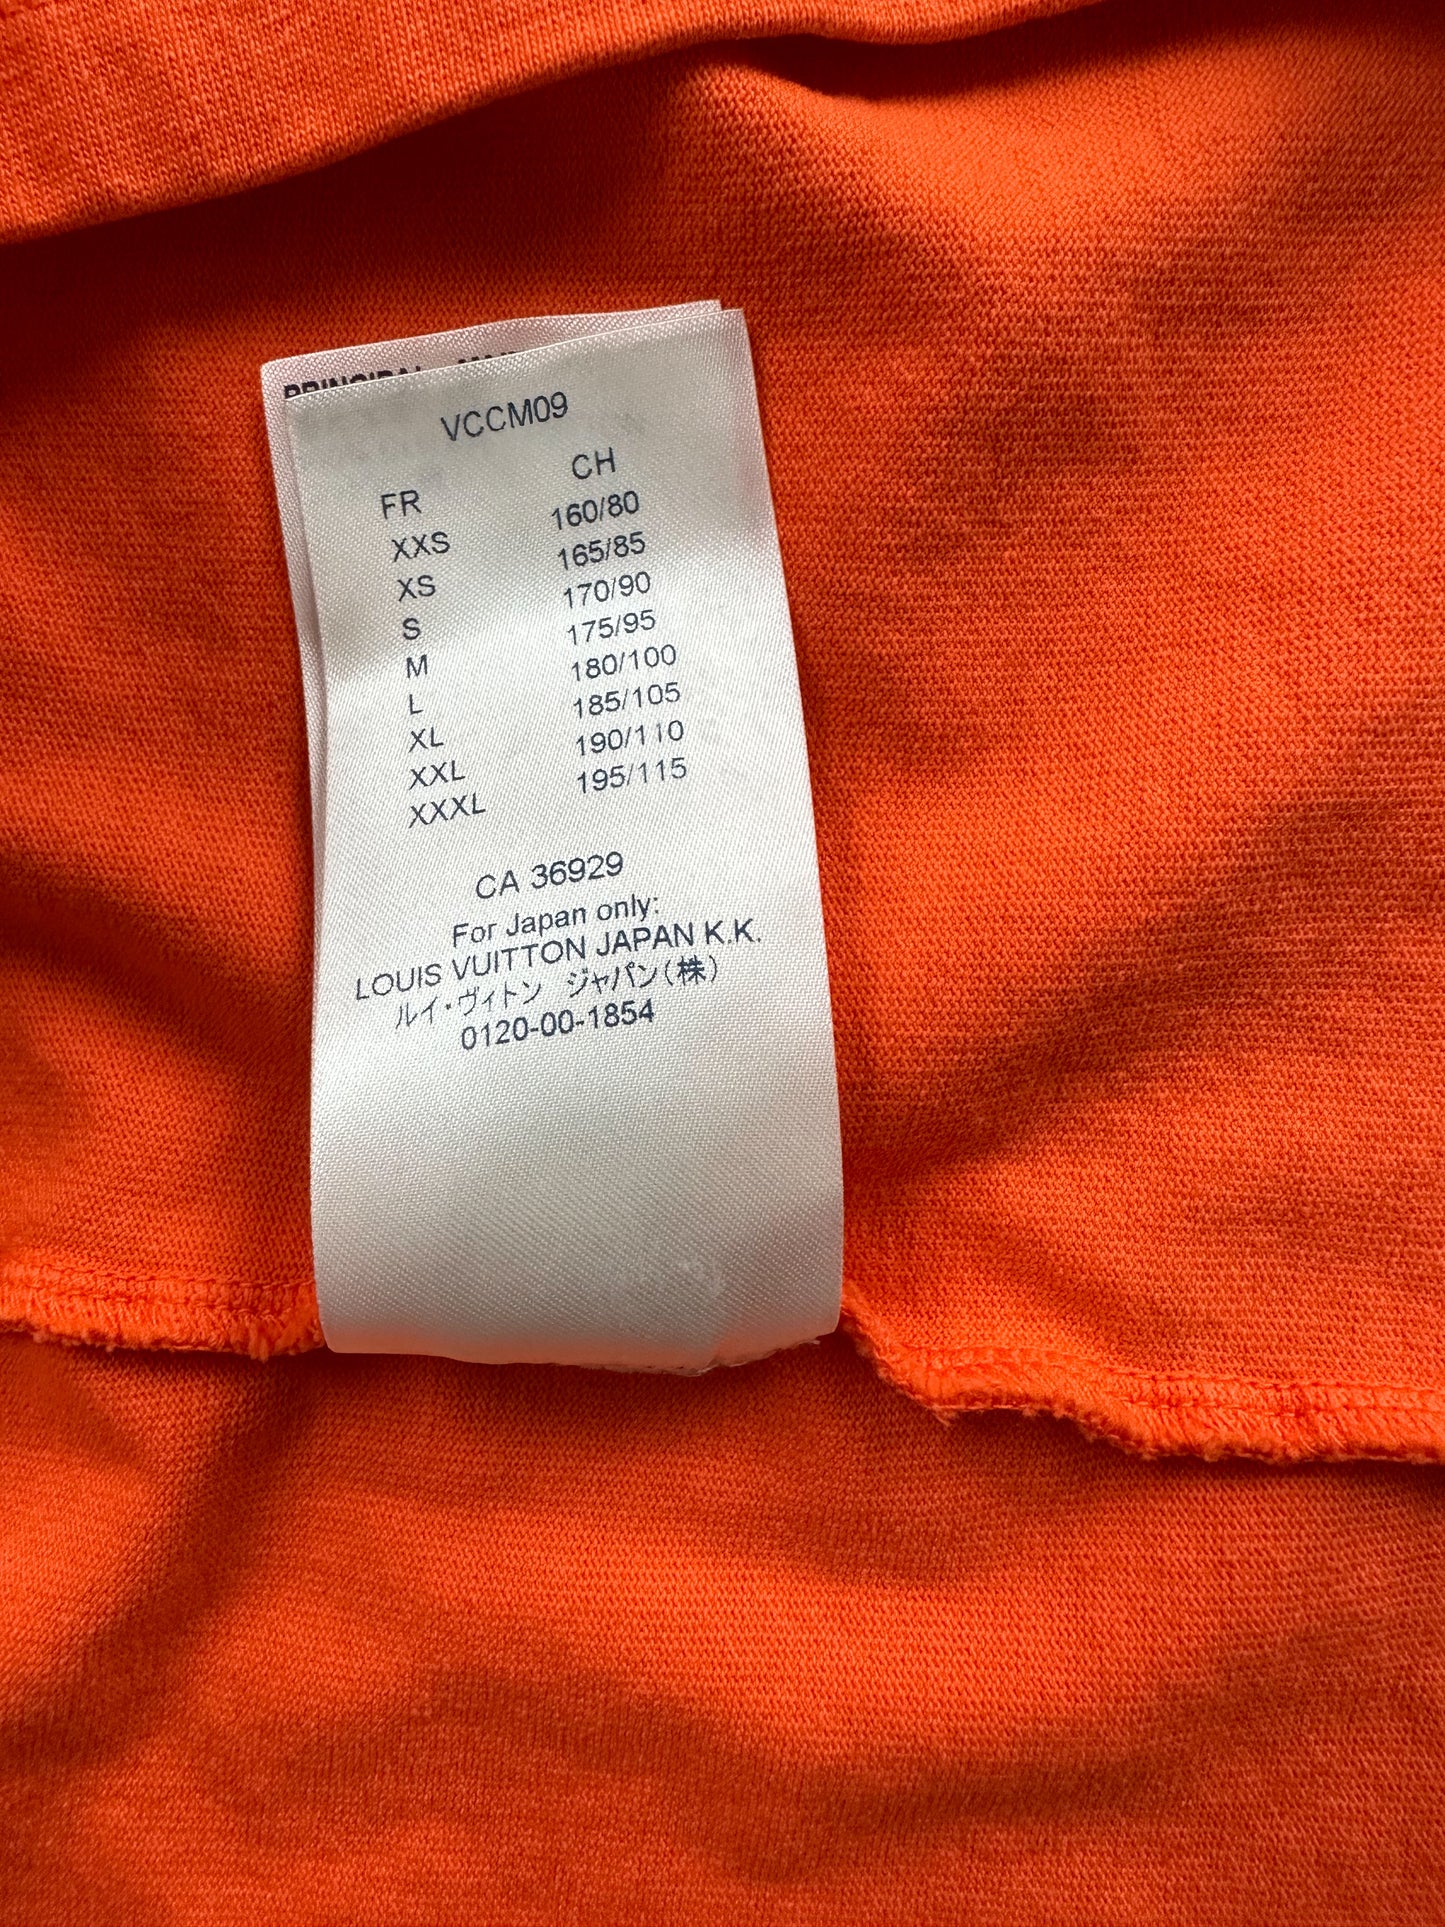 PRINCIPAL
VCCM09
FR CH
XXS 160/80
XS 165/85
S 170/90
M 175/95
L 180/100
XL 185/105
XXL 190/110
XXXL 195/115
CA 36929
For Japan only:
LOUIS VUITTON JAPAN K.K.
ルイ・ヴィトン ジャパン(株)
0120-00-1854